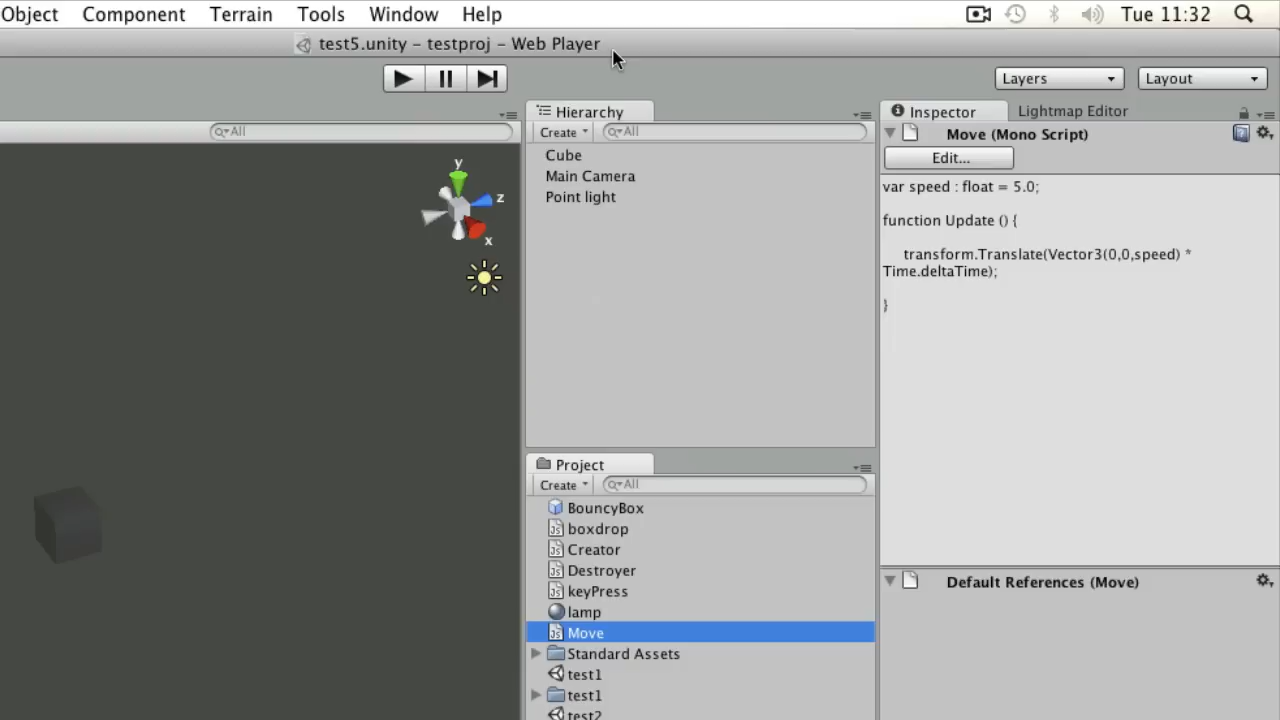 Object Component Terrain Tools Window Help Tue 11:32
test5.unity – testproj – Web Player
Layers Layout
All
y
z
x
Hierarchy
Create All
Cube
Main Camera
Point light
Project
Create All
BouncyBox
boxdrop
Creator
Destroyer
keyPress
lamp
Move
Standard Assets
test1
test1
test2
Inspector Lightmap Editor
Move (Mono Script)
Edit...
var speed : float = 5.0;
function Update () {
transform.Translate(Vector3(0,0,speed) *
Time.deltaTime);
}
Default References (Move)